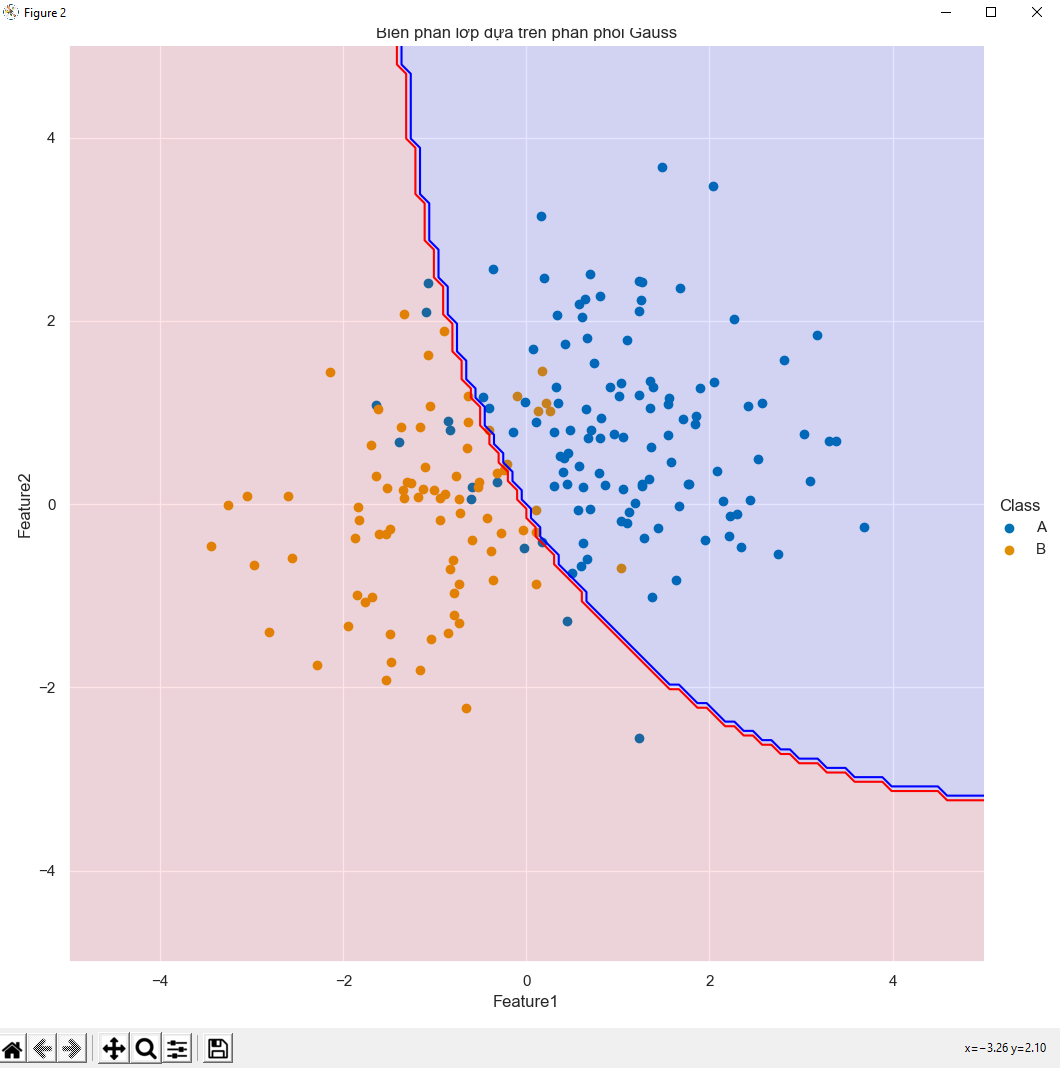 Figure 2
Biên phân lớp dựa trên phân phối Gauss
4
2
0
−2
−4
Feature2
−4 −2 0 2 4
Feature1
Class
A
B
x=−3.26 y=2.10